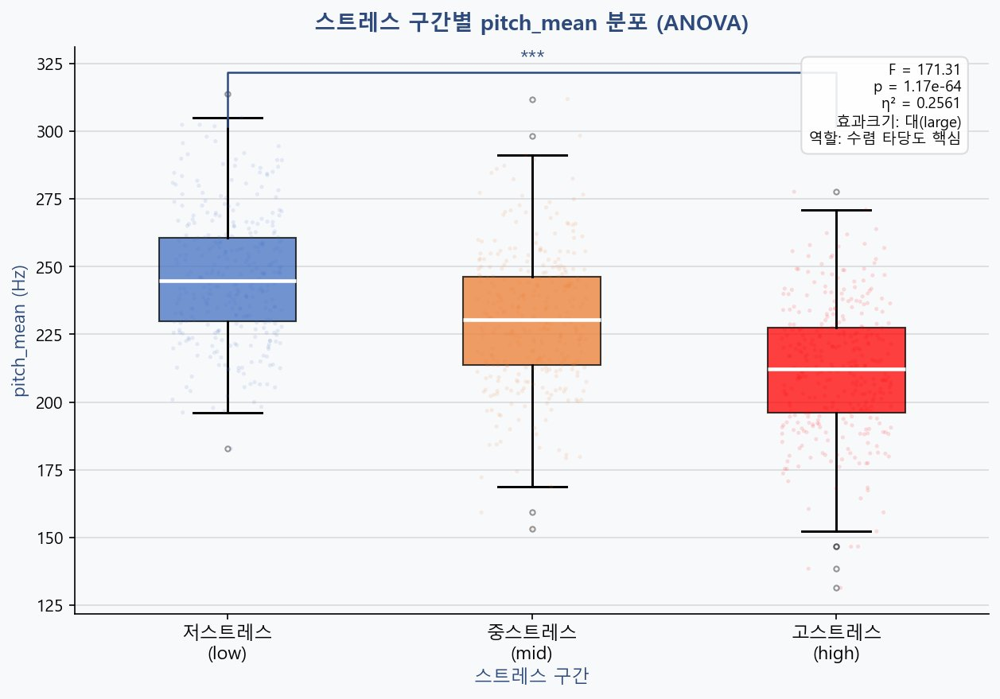 스트레스 구간별 pitch_mean 분포 (ANOVA)
***
F = 171.31
p = 1.17e-64
η² = 0.2561
효과크기: 대(large)
역할: 수렴 타당도 핵심
pitch_mean (Hz)
325
300
275
250
225
200
175
150
125
저스트레스
(low)
중스트레스
(mid)
고스트레스
(high)
스트레스 구간